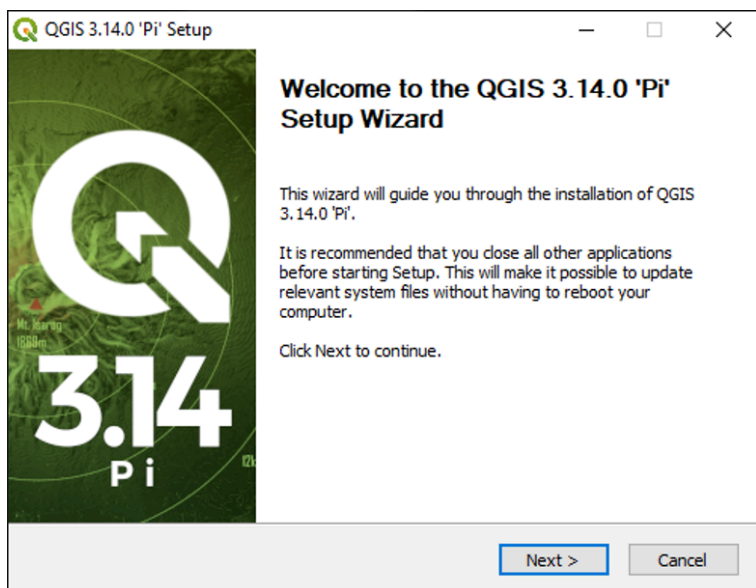 QGIS 3.14.0 'Pi' Setup
Welcome to the QGIS 3.14.0 'Pi'
Setup Wizard
This wizard will guide you through the installation of QGIS
3.14.0 'Pi'.
It is recommended that you close all other applications
before starting Setup. This will make it possible to update
relevant system files without having to reboot your
computer.
Click Next to continue.
1868m
3.14
Pi
Next >
Cancel